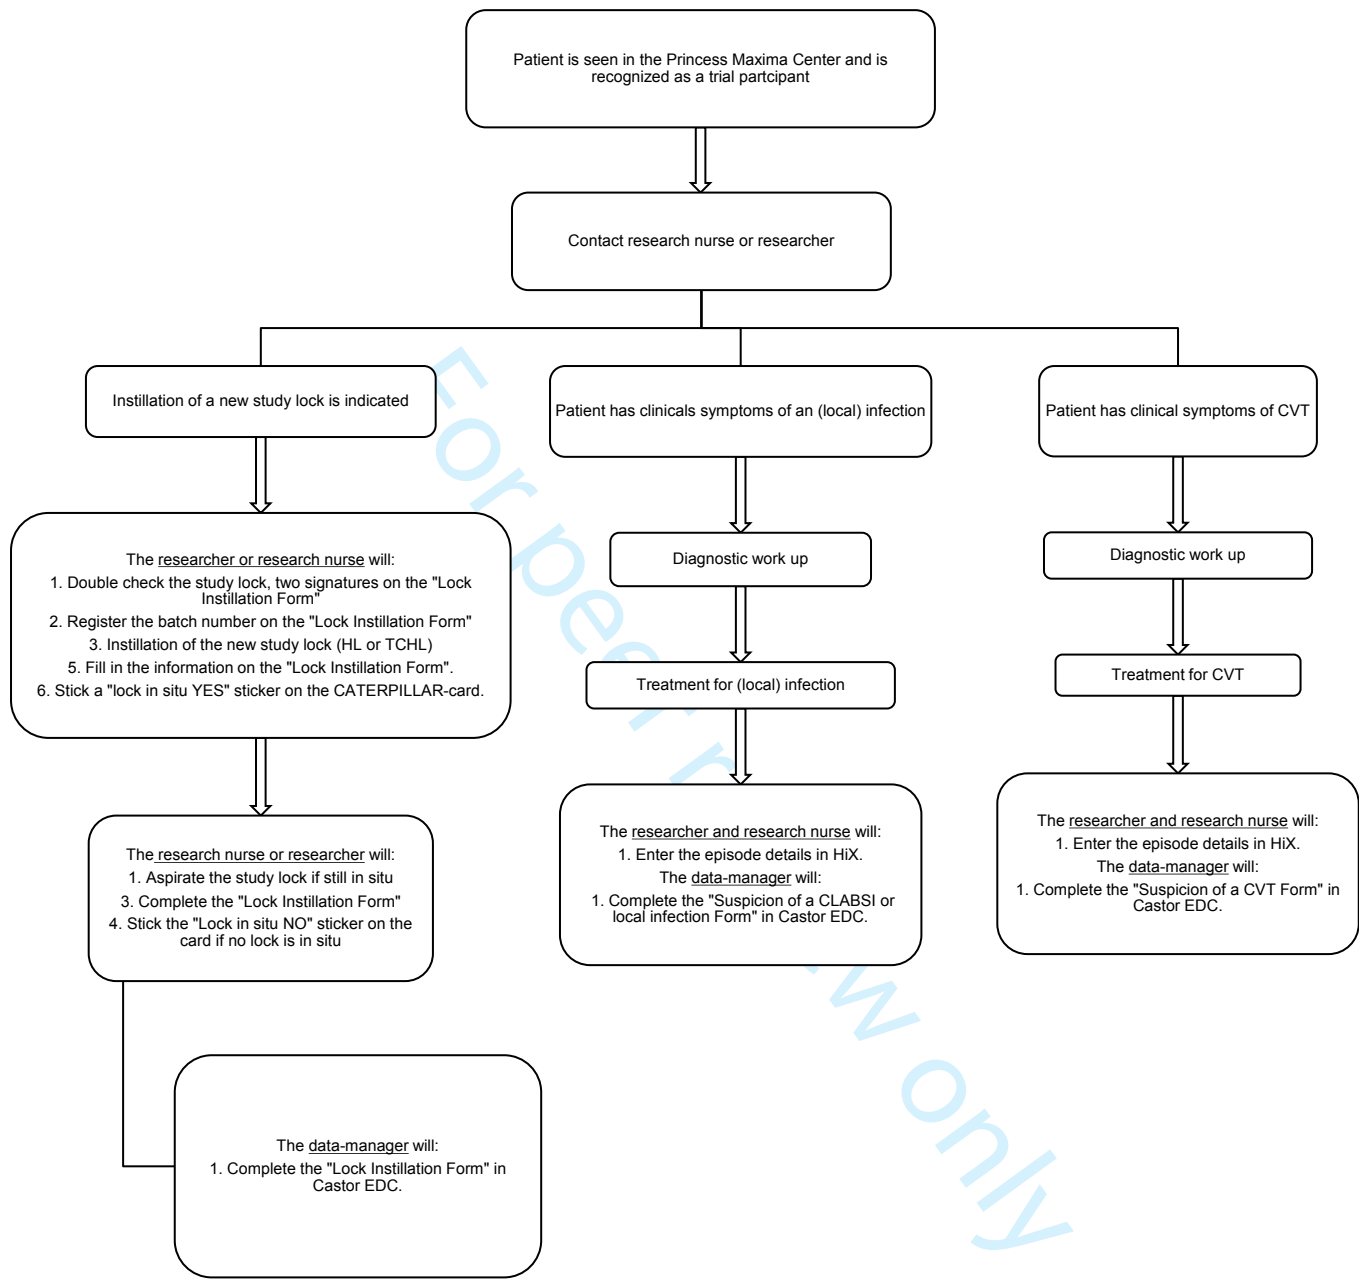 Patient is seen in the Princess Maxima Center and is
recognized as a trial partcipant
Contact research nurse or researcher
Instillation of a new study lock is indicated
Patient has clinicals symptoms of an (local) infection
Patient has clinical symptoms of CVT
The researcher or research nurse will:
1. Double check the study lock, two signatures on the "Lock
Instillation Form"
2. Register the batch number on the "Lock Instillation Form"
3. Instillation of the new study lock (HL or TCHL)
5. Fill in the information on the "Lock Instillation Form".
6. Stick a "lock in situ YES" sticker on the CATERPILLAR-card.
Diagnostic work up
Diagnostic work up
Treatment for (local) infection
Treatment for CVT
The research nurse or researcher will:
1. Aspirate the study lock if still in situ
3. Complete the "Lock Instillation Form"
4. Stick the "Lock in situ NO" sticker on the
card if no lock is in situ
The researcher and research nurse will:
1. Enter the episode details in HiX.
The data-manager will:
1. Complete the "Suspicion of a CLABSI or
local infection Form" in Castor EDC.
The researcher and research nurse will:
1. Enter the episode details in HiX.
The data-manager will:
1. Complete the "Suspicion of a CVT Form" in
Castor EDC.
The data-manager will:
1. Complete the "Lock Instillation Form" in
Castor EDC.
For peer review only